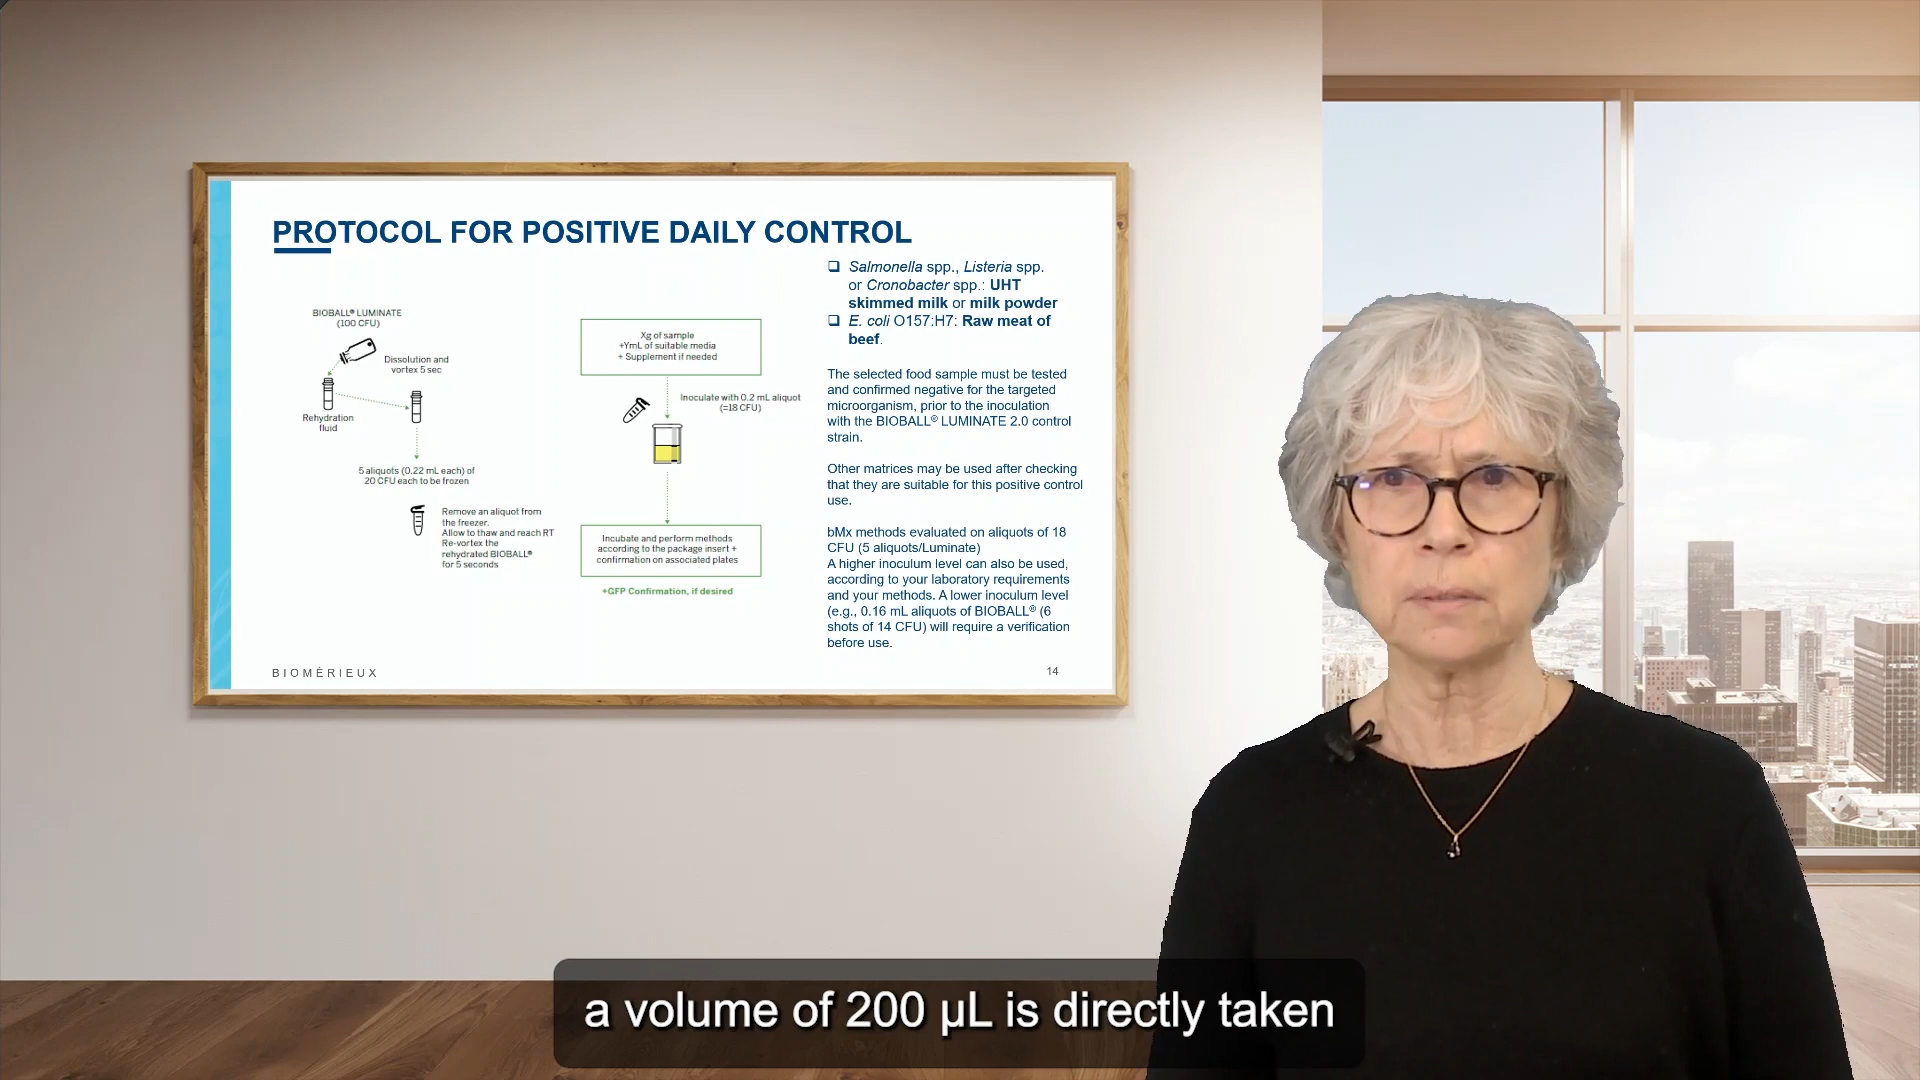 PROTOCOL FOR POSITIVE DAILY CONTROL
BIOBALL® LUMINATE
(100 CFU)
Dissolution and
vortex 5 sec
Rehydration
fluid
5 aliquots (0.22 mL each) of
20 CFU each to be frozen
Remove an aliquot from
the freezer.
Allow to thaw and reach RT
Re-vortex the
rehydrated BIOBALL®
for 5 seconds
Xg of sample
+YmL of suitable media
+ Supplement if needed
Inoculate with 0.2 mL aliquot
(=18 CFU)
Incubate and perform methods
according to the package insert +
confirmation on associated plates
+GFP Confirmation, if desired
❑ Salmonella spp., Listeria spp.
or Cronobacter spp.: UHT
skimmed milk or milk powder
❑ E. coli O157:H7: Raw meat of
beef.
The selected food sample must be tested
and confirmed negative for the targeted
microorganism, prior to the inoculation
with the BIOBALL® LUMINATE 2.0 control
strain.
Other matrices may be used after checking
that they are suitable for this positive control
use.
bMx methods evaluated on aliquots of 18
CFU (5 aliquots/Luminate)
A higher inoculum level can also be used,
according to your laboratory requirements
and your methods. A lower inoculum level
(e.g., 0.16 mL aliquots of BIOBALL® (6
shots of 14 CFU) will require a verification
before use.
BIOMÉRIEUX
14
a volume of 200 µL is directly taken